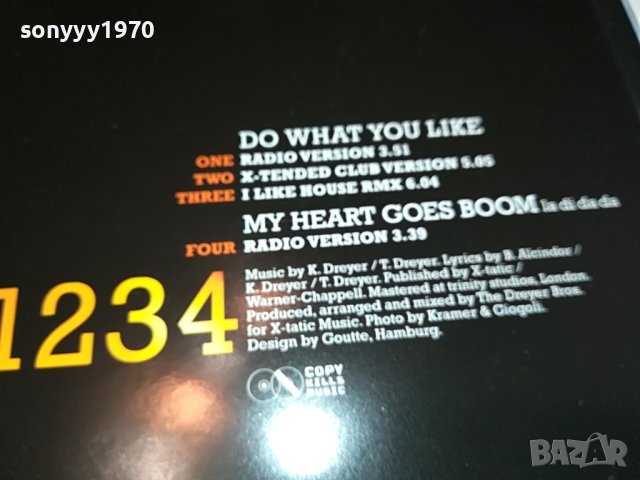 sonyyy1970
DO WHAT YOU LIKE
ONE RADIO VERSION 3.51
TWO X-TENDED CLUB VERSION 5.05
THREE I LIKE HOUSE RMX 6.04
MY HEART GOES BOOM la di da da
FOUR RADIO VERSION 3.39
1234
Music by K. Dreyer / T. Dreyer. Lyrics by B. Alcindor /
K. Dreyer / T. Dreyer. Published by X-tatic /
Warner-Chappell. Mastered at trinity studios, London.
Produced, arranged and mixed by The Dreyer Bros.
for X-tatic Music. Photo by Kramer & Giogoli.
Design by Goutte, Hamburg.
COPY
KILLS
MUSIC
BAZAR